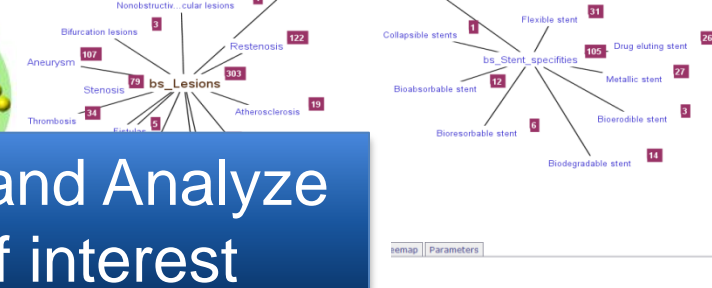 Nonobstructiv...cular lesions
3
Bifurcation lesions
122
Restenosis
107
Aneurysm
303
79
Stenosis
bs_Lesions
34
19
Atherosclerosis
Thrombosis
5
and Analyze
f interest
31
Flexible stent
1
Collapsible stents
26
105
Drug eluting stent
bs_Stent_specifities
27
Metallic stent
12
Bioabsorbable stent
3
Bioerodible stent
6
Bioresorbable stent
14
Biodegradable stent
eemap
Parameters